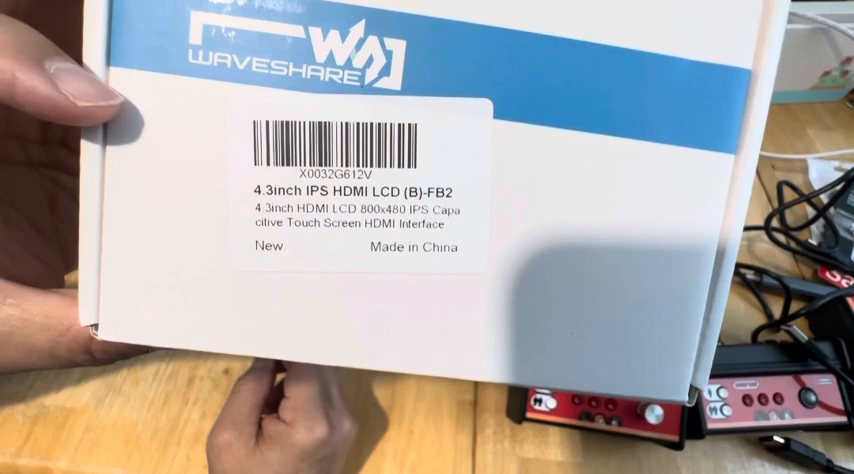 WAVESHARE
X0032G612V
4.3inch IPS HDMI LCD (B)-FB2
4.3inch HDMI LCD 800x480 IPS Capa
citive Touch Screen HDMI Interface
New Made in China